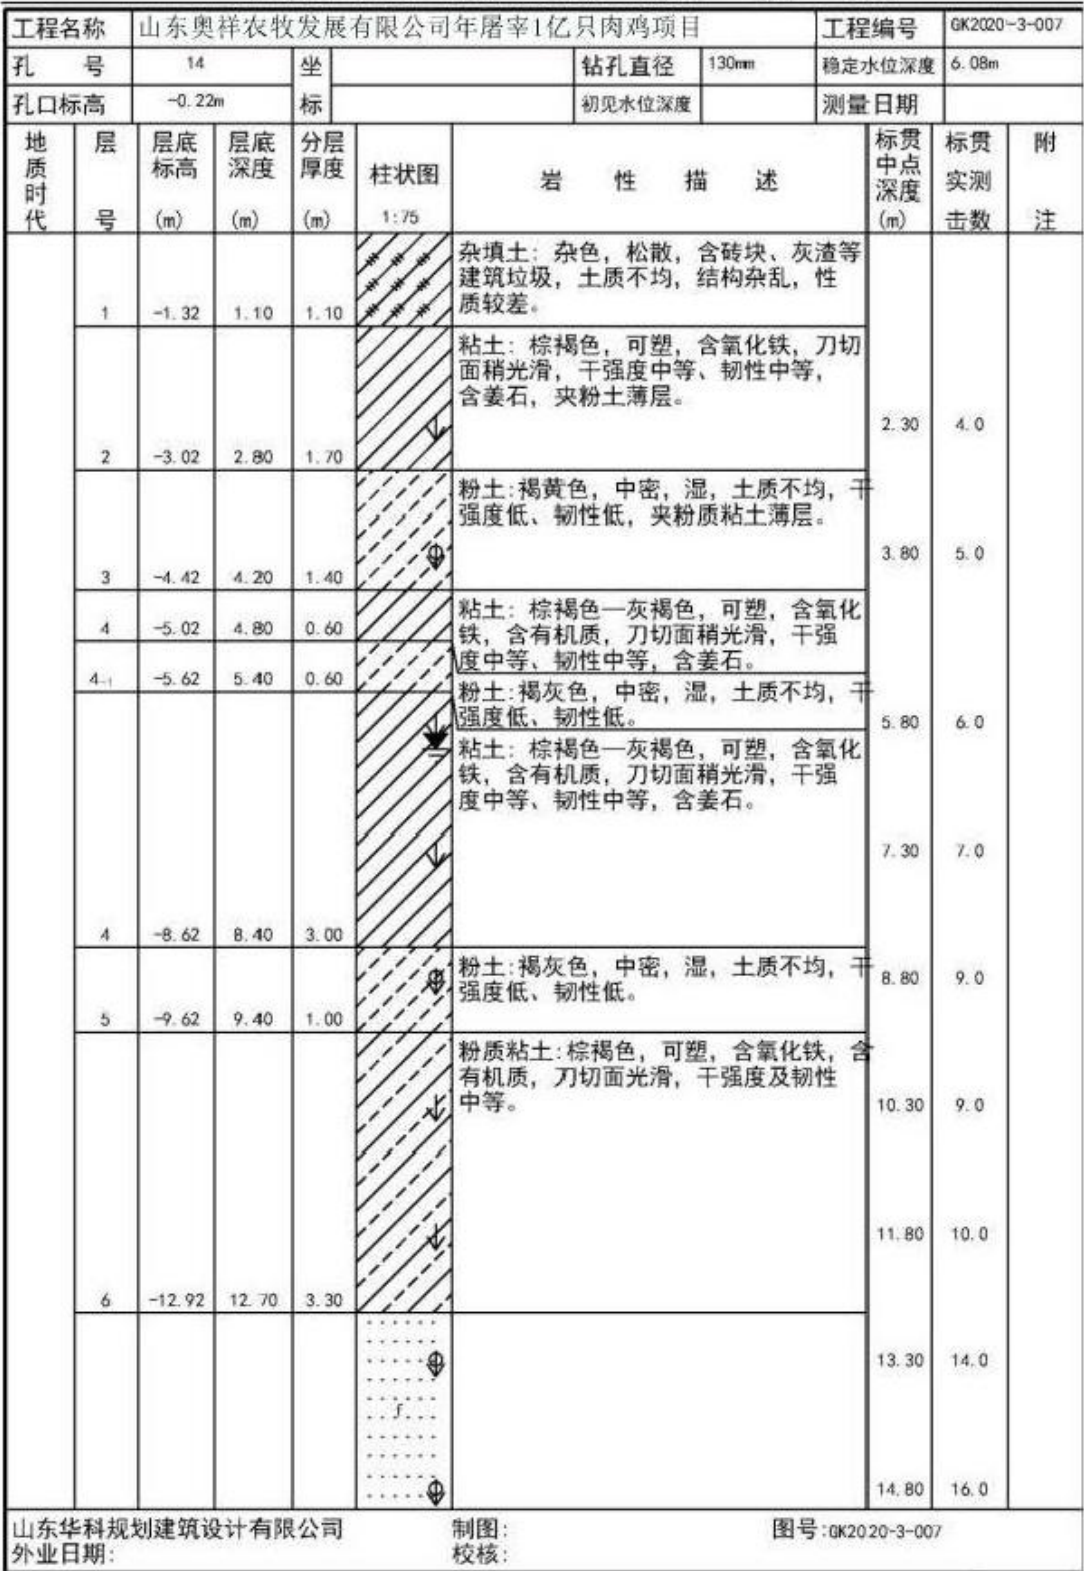 工程名称 山东奥祥农牧发展有限公司年屠宰1亿只肉鸡项目 工程编号 GK2020-3-007
孔 号 14 坐 钻孔直径 130mm 稳定水位深度 6.08m
孔口标高 -0.22m 标 初见水位深度 测量日期
地质时代 层号 层底标高(m) 层底深度(m) 分层厚度(m) 柱状图 1:75 岩 性 描 述 标贯中点深度(m) 标贯实测击数 附注
杂填土：杂色，松散，含砖块、灰渣等
建筑垃圾，土质不均，结构杂乱，性
质较差。
1 -1.32 1.10 1.10
粘土：棕褐色，可塑，含氧化铁，刀切
面稍光滑，干强度中等、韧性中等，
含姜石，夹粉土薄层。
2.30 4.0
2 -3.02 2.80 1.70
粉土:褐黄色，中密，湿，土质不均，干
强度低、韧性低，夹粉质粘土薄层。
3.80 5.0
3 -4.42 4.20 1.40
粘土：棕褐色—灰褐色，可塑，含氧化
铁，含有机质，刀切面稍光滑，干强
度中等、韧性中等，含姜石。
4 -5.02 4.80 0.60
4-1 -5.62 5.40 0.60
粉土：褐灰色，中密，湿，土质不均，干
强度低、韧性低。
5.80 6.0
粘土：棕褐色—灰褐色，可塑，含氧化
铁，含有机质，刀切面稍光滑，干强
度中等、韧性中等，含姜石。
7.30 7.0
4 -8.62 8.40 3.00
粉土:褐灰色，中密，湿，土质不均，干
强度低、韧性低。
8.80 9.0
5 -9.62 9.40 1.00
粉质粘土:棕褐色，可塑，含氧化铁，含
有机质，刀切面光滑，干强度及韧性
中等。
10.30 9.0
11.80 10.0
6 -12.92 12.70 3.30
13.30 14.0
f
14.80 16.0
山东华科规划建筑设计有限公司 制图： 图号:GK2020-3-007
外业日期： 校核：